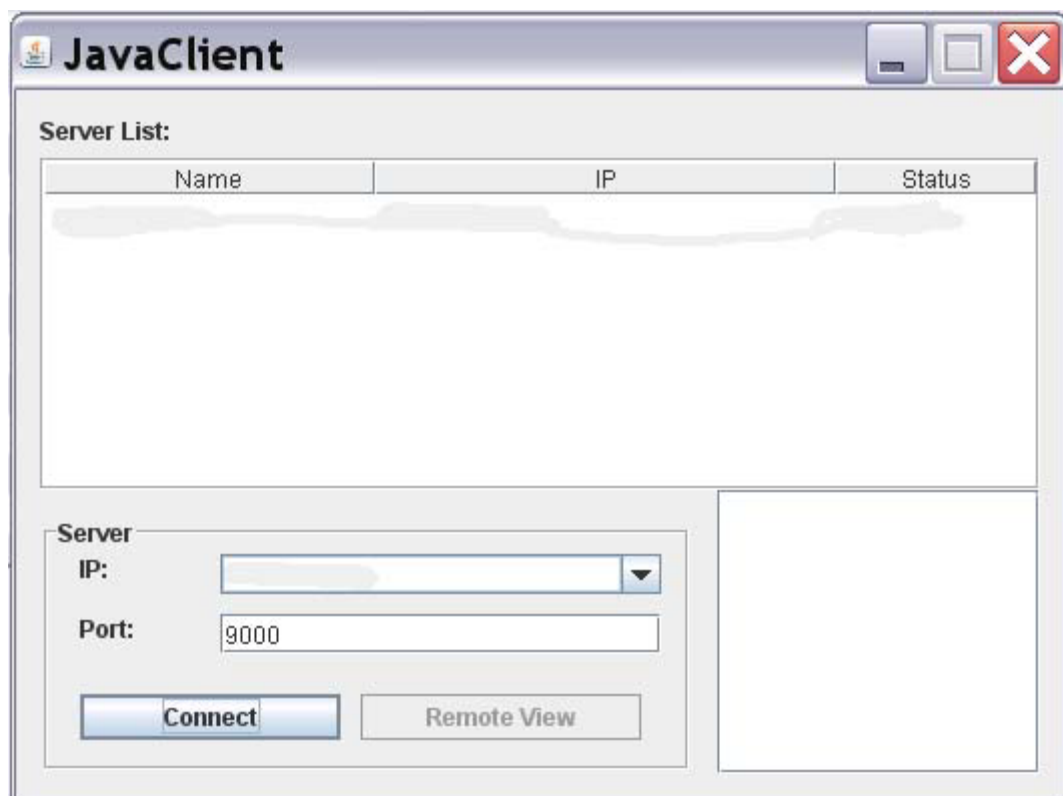 JavaClient
Server List:
Name IP Status
Server
IP:
Port: 9000
Connect Remote View